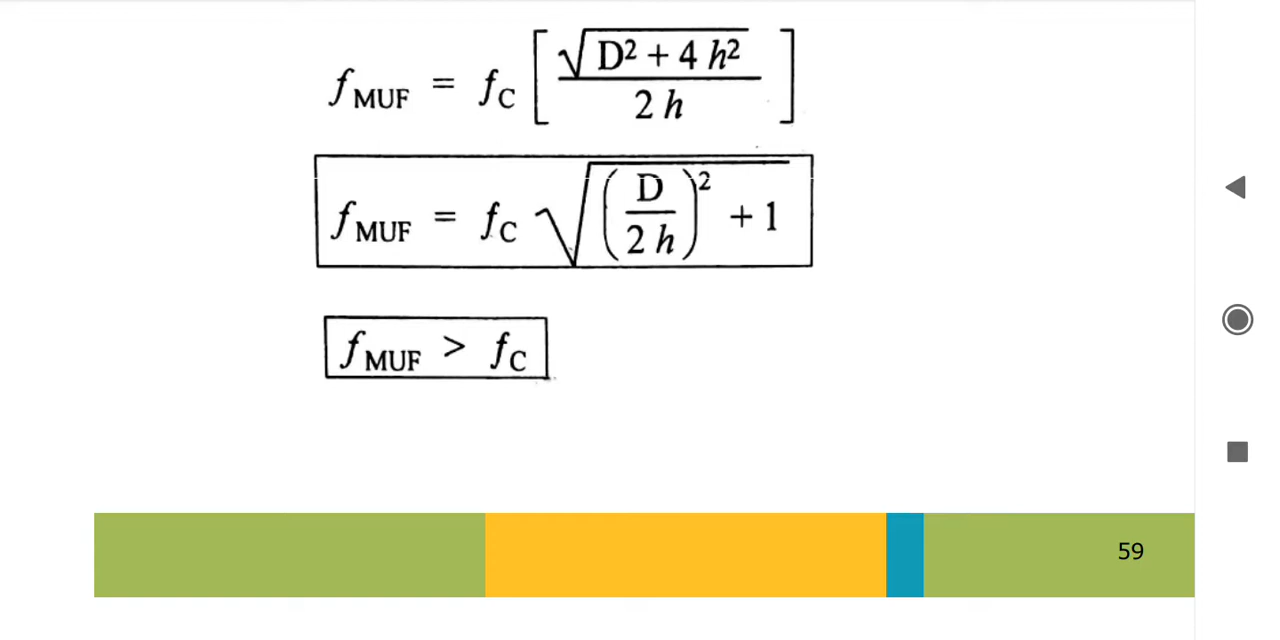 f_MUF = f_C [ √(D² + 4 h²) / 2 h ]
f_MUF = f_C √( (D / 2 h)² + 1 )
f_MUF > f_C
59